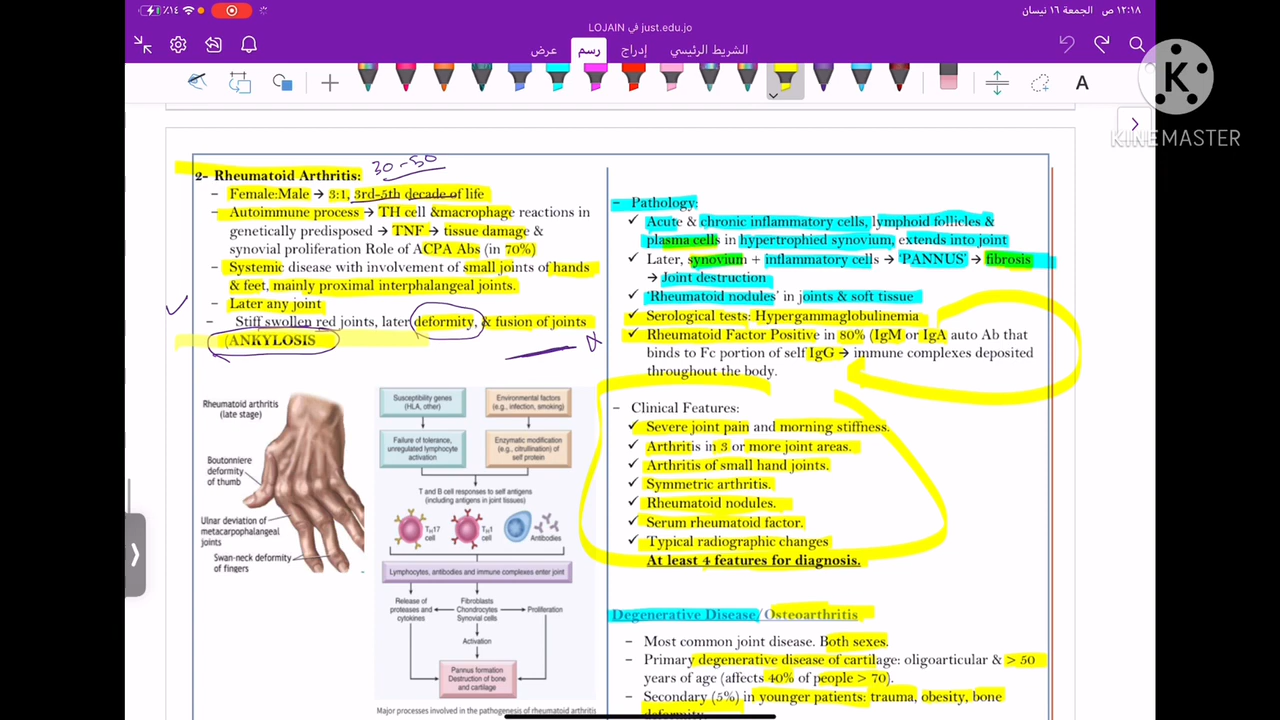 ١٢:١٨ ص الجمعة ١٦ نيسان
٪١٤
LOJAIN في just.edu.jo
الشريط الرئيسي
إدراج
رسم
عرض
A
K
KINEMASTER
30 - 50
2- Rheumatoid Arthritis:
– Female:Male → 3:1, 3rd-5th decade of life
– Autoimmune process → TH cell &macrophage reactions in
genetically predisposed → TNF → tissue damage &
synovial proliferation Role of ACPA Abs (in 70%)
– Systemic disease with involvement of small joints of hands
& feet, mainly proximal interphalangeal joints.
– Later any joint
– Stiff swollen red joints, later deformity, & fusion of joints
(ANKYLOSIS
Rheumatoid arthritis
(late stage)
Boutonniere
deformity
of thumb
Ulnar deviation of
metacarpophalangeal
joints
Swan-neck deformity
of fingers
Susceptibility genes
(HLA, other)
Environmental factors
(e.g., infection, smoking)
Failure of tolerance,
unregulated lymphocyte
activation
Enzymatic modification
(e.g., citrullination) of
self protein
T and B cell responses to self antigens
(including antigens in joint tissues)
TH17
cell
TH1
cell
Antibodies
Lymphocytes, antibodies and immune complexes enter joint
Release of
proteases and
cytokines
Fibroblasts
Chondrocytes
Synovial cells
Proliferation
Activation
Pannus formation
Destruction of bone
and cartilage
Major processes involved in the pathogenesis of rheumatoid arthritis
– Pathology:
✓ Acute & chronic inflammatory cells, lymphoid follicles &
plasma cells in hypertrophied synovium, extends into joint
✓ Later, synovium + inflammatory cells → 'PANNUS' → fibrosis
→ Joint destruction
✓ 'Rheumatoid nodules' in joints & soft tissue
✓ Serological tests: Hypergammaglobulinemia
✓ Rheumatoid Factor Positive in 80% (IgM or IgA auto Ab that
binds to Fc portion of self IgG → immune complexes deposited
throughout the body.
– Clinical Features:
✓ Severe joint pain and morning stiffness.
✓ Arthritis in 3 or more joint areas.
✓ Arthritis of small hand joints.
✓ Symmetric arthritis.
✓ Rheumatoid nodules.
✓ Serum rheumatoid factor.
✓ Typical radiographic changes
At least 4 features for diagnosis.
Degenerative Disease/Osteoarthritis
– Most common joint disease. Both sexes.
– Primary degenerative disease of cartilage: oligoarticular & > 50
years of age (affects 40% of people > 70).
– Secondary (5%) in younger patients: trauma, obesity, bone
deformity.